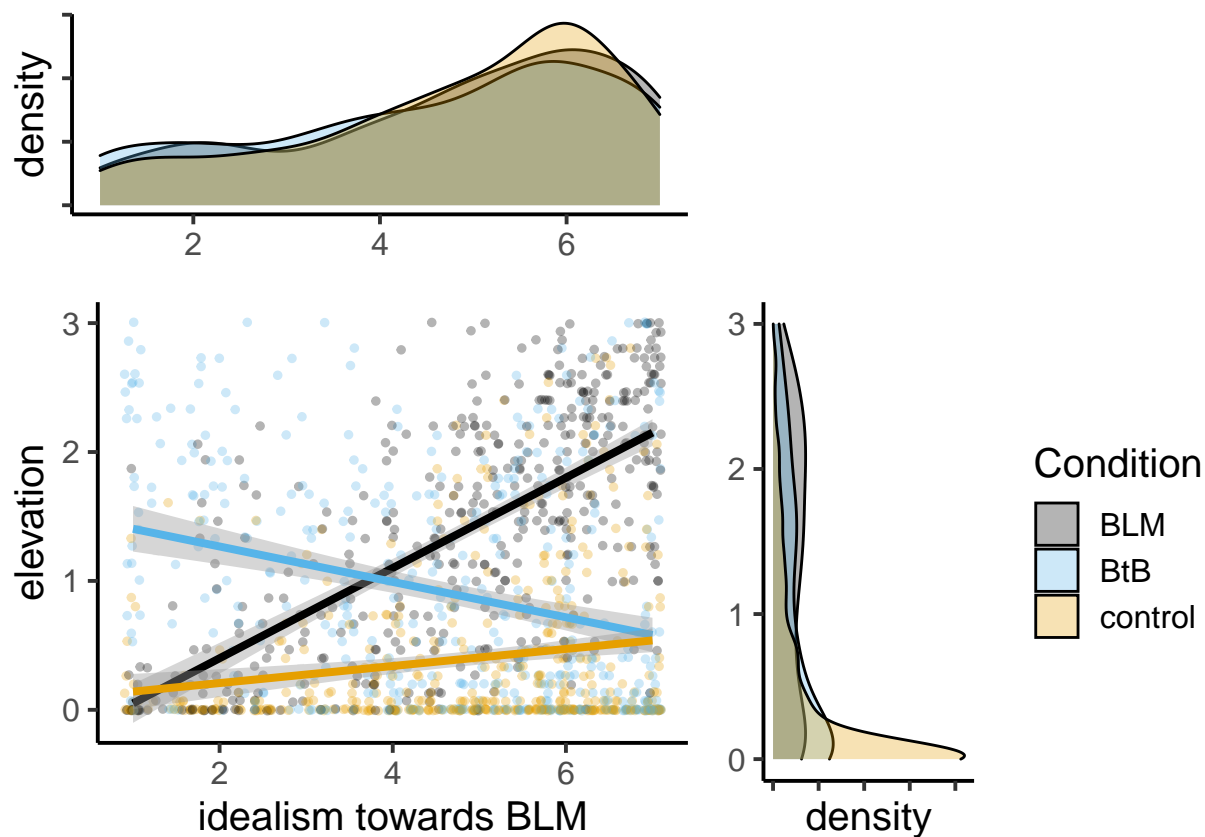 density
2 4 6
3
2
1
0
elevation
2 4 6
idealism towards BLM
3
2
1
0
density
Condition
BLM
BtB
control